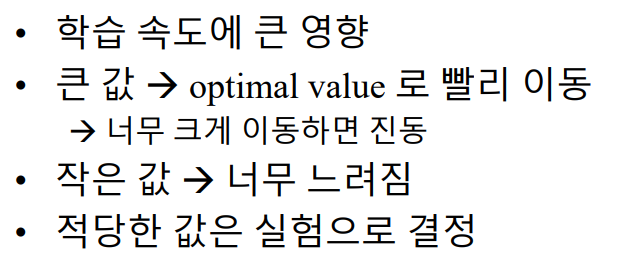 • 학습 속도에 큰 영향
• 큰 값 → optimal value 로 빨리 이동
→ 너무 크게 이동하면 진동
• 작은 값 → 너무 느려짐
• 적당한 값은 실험으로 결정